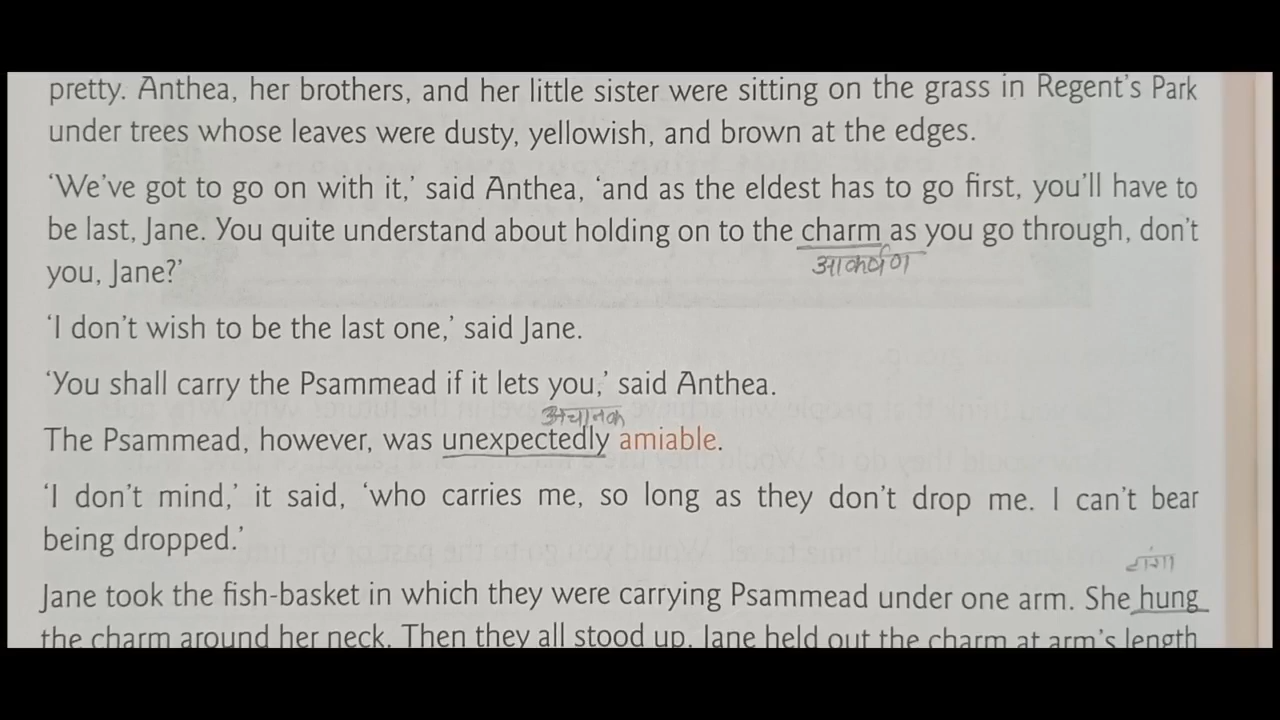 pretty. Anthea, her brothers, and her little sister were sitting on the grass in Regent's Park
under trees whose leaves were dusty, yellowish, and brown at the edges.
‘We've got to go on with it,’ said Anthea, ‘and as the eldest has to go first, you'll have to
be last, Jane. You quite understand about holding on to the charm as you go through, don't
आकर्षण
you, Jane?’
‘I don't wish to be the last one,’ said Jane.
‘You shall carry the Psammead if it lets you,’ said Anthea.
अचानक
The Psammead, however, was unexpectedly amiable.
‘I don't mind,’ it said, ‘who carries me, so long as they don't drop me. I can't bear
being dropped.’
टांगा
Jane took the fish-basket in which they were carrying Psammead under one arm. She hung
the charm around her neck. Then they all stood up. Jane held out the charm at arm's length